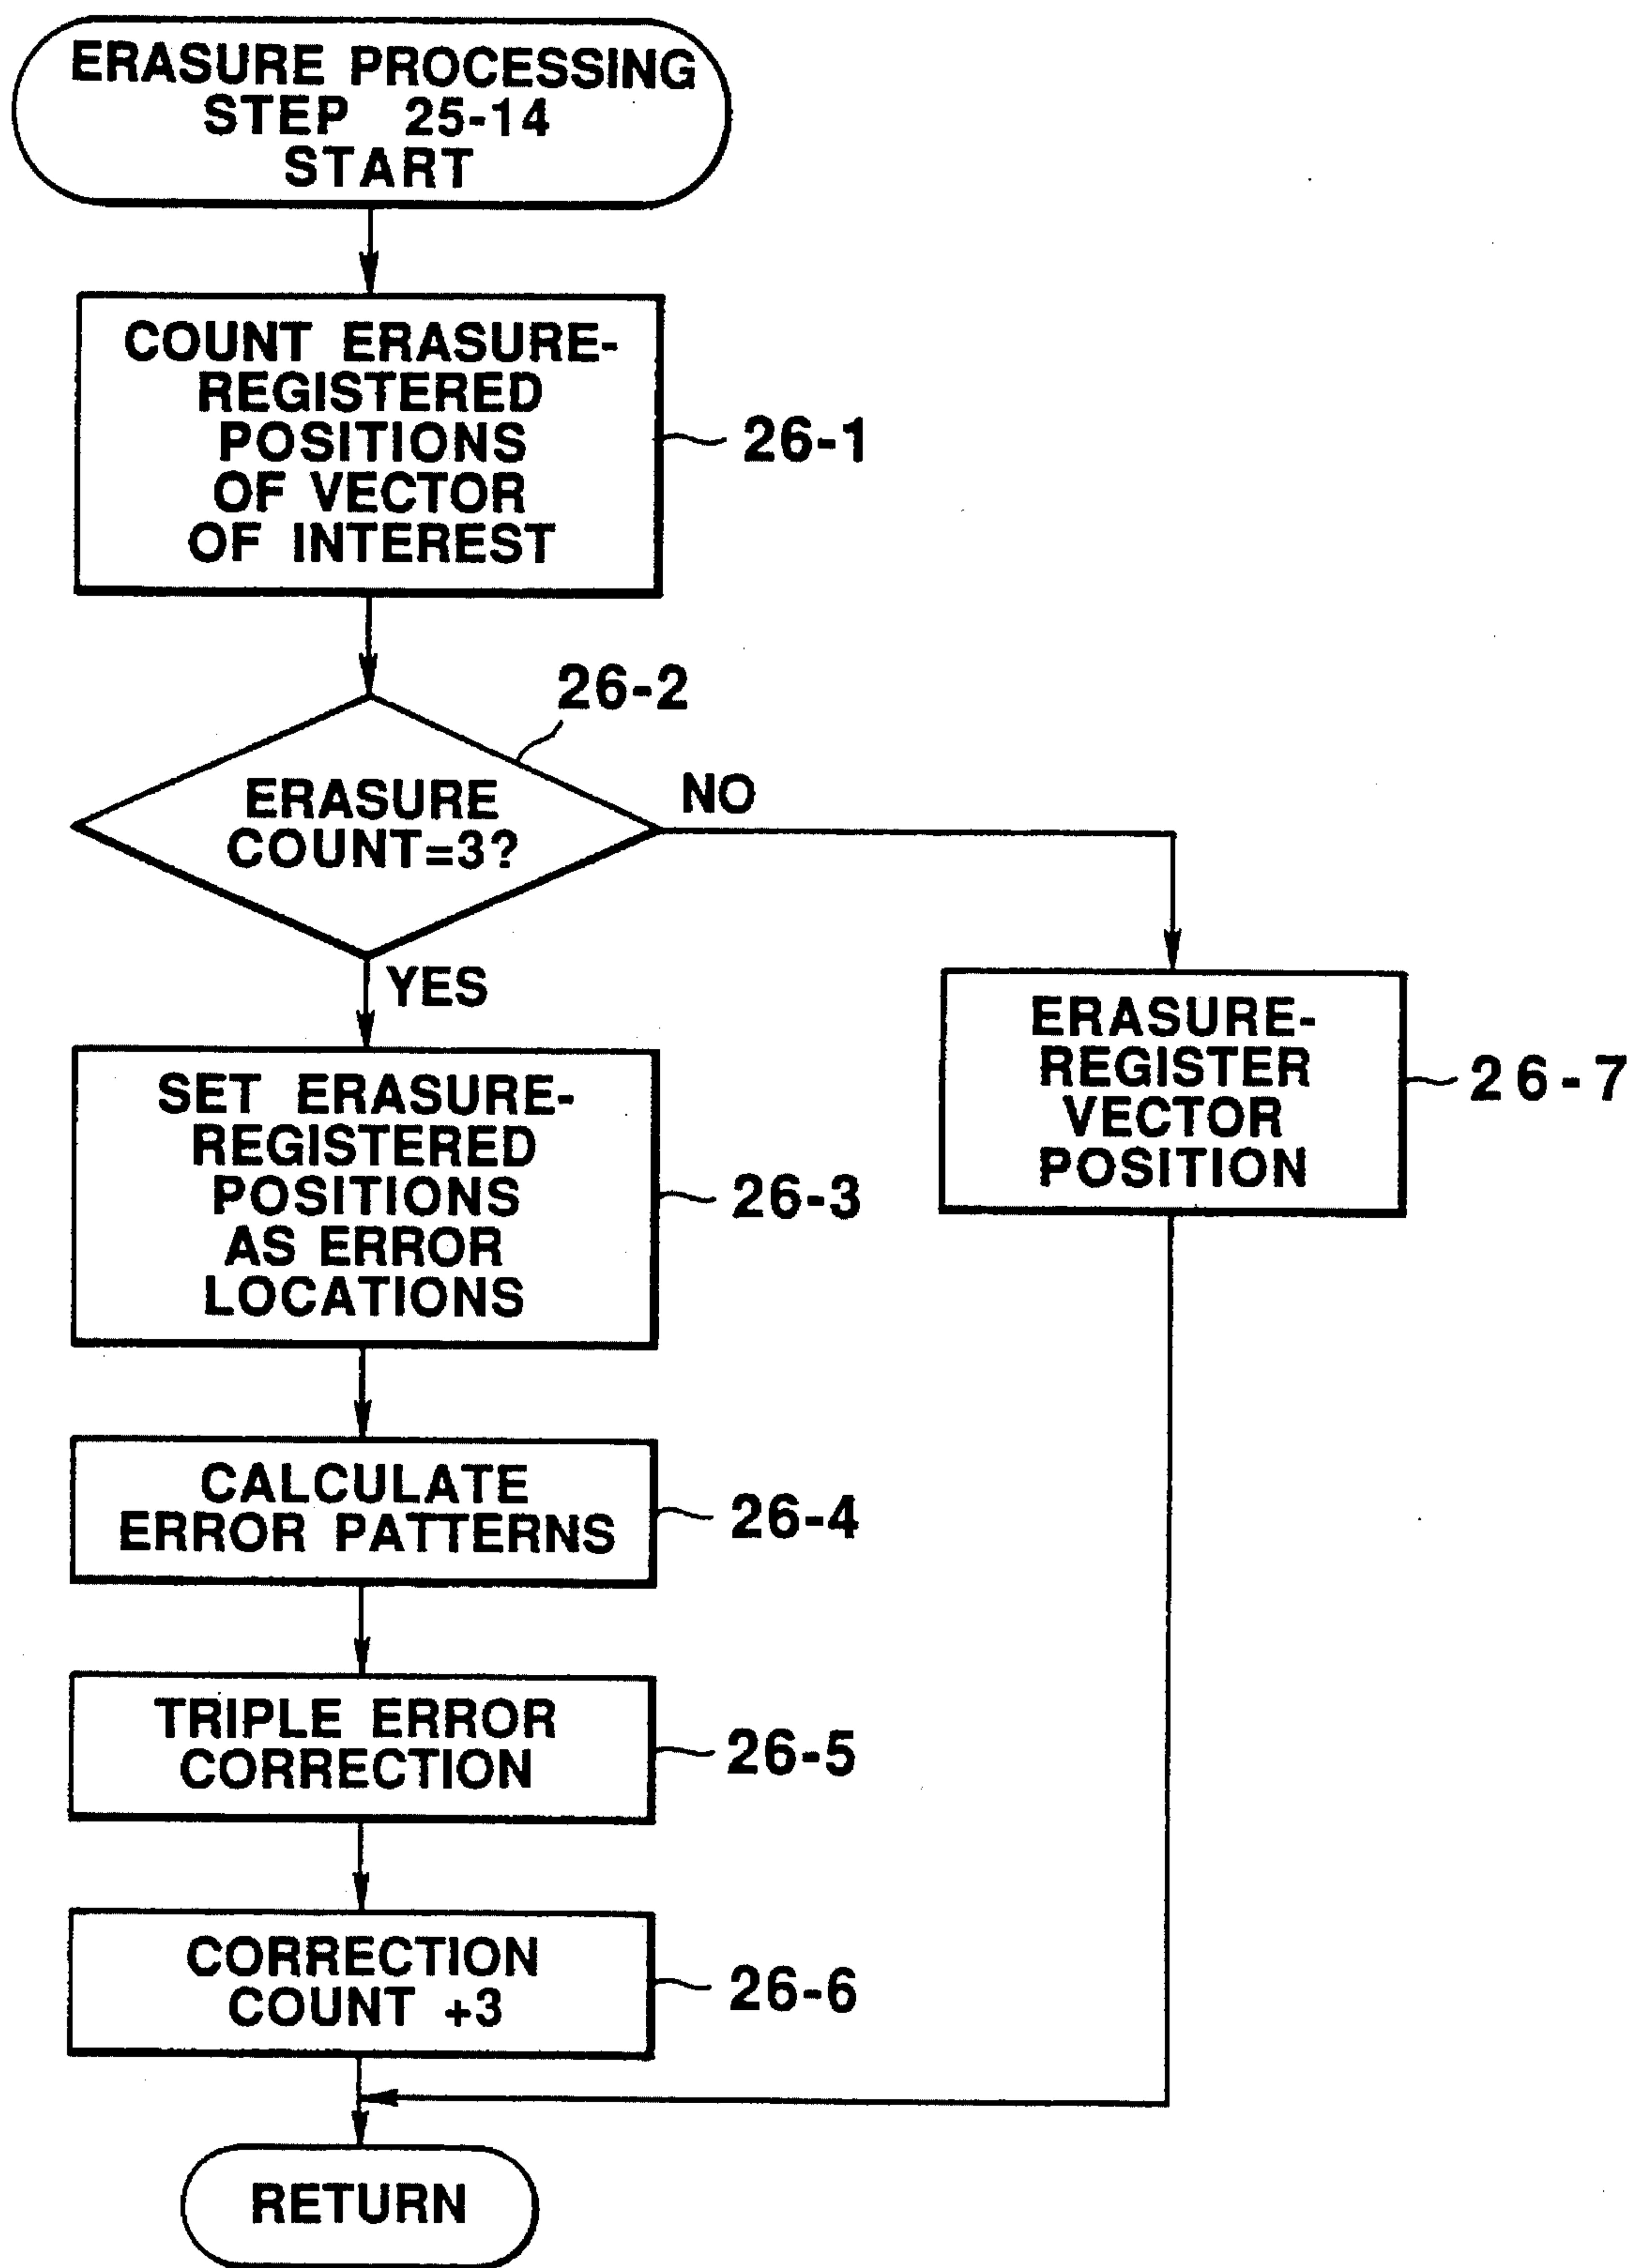 ERASURE PROCESSING
STEP 25-14
START
COUNT ERASURE-
REGISTERED
POSITIONS
OF VECTOR
OF INTEREST
26-1
26-2
ERASURE
COUNT=3?
NO
YES
ERASURE-
REGISTER
VECTOR
POSITION
26-7
SET ERASURE-
REGISTERED
POSITIONS
AS ERROR
LOCATIONS
26-3
CALCULATE
ERROR PATTERNS
26-4
TRIPLE ERROR
CORRECTION
26-5
CORRECTION
COUNT +3
26-6
RETURN